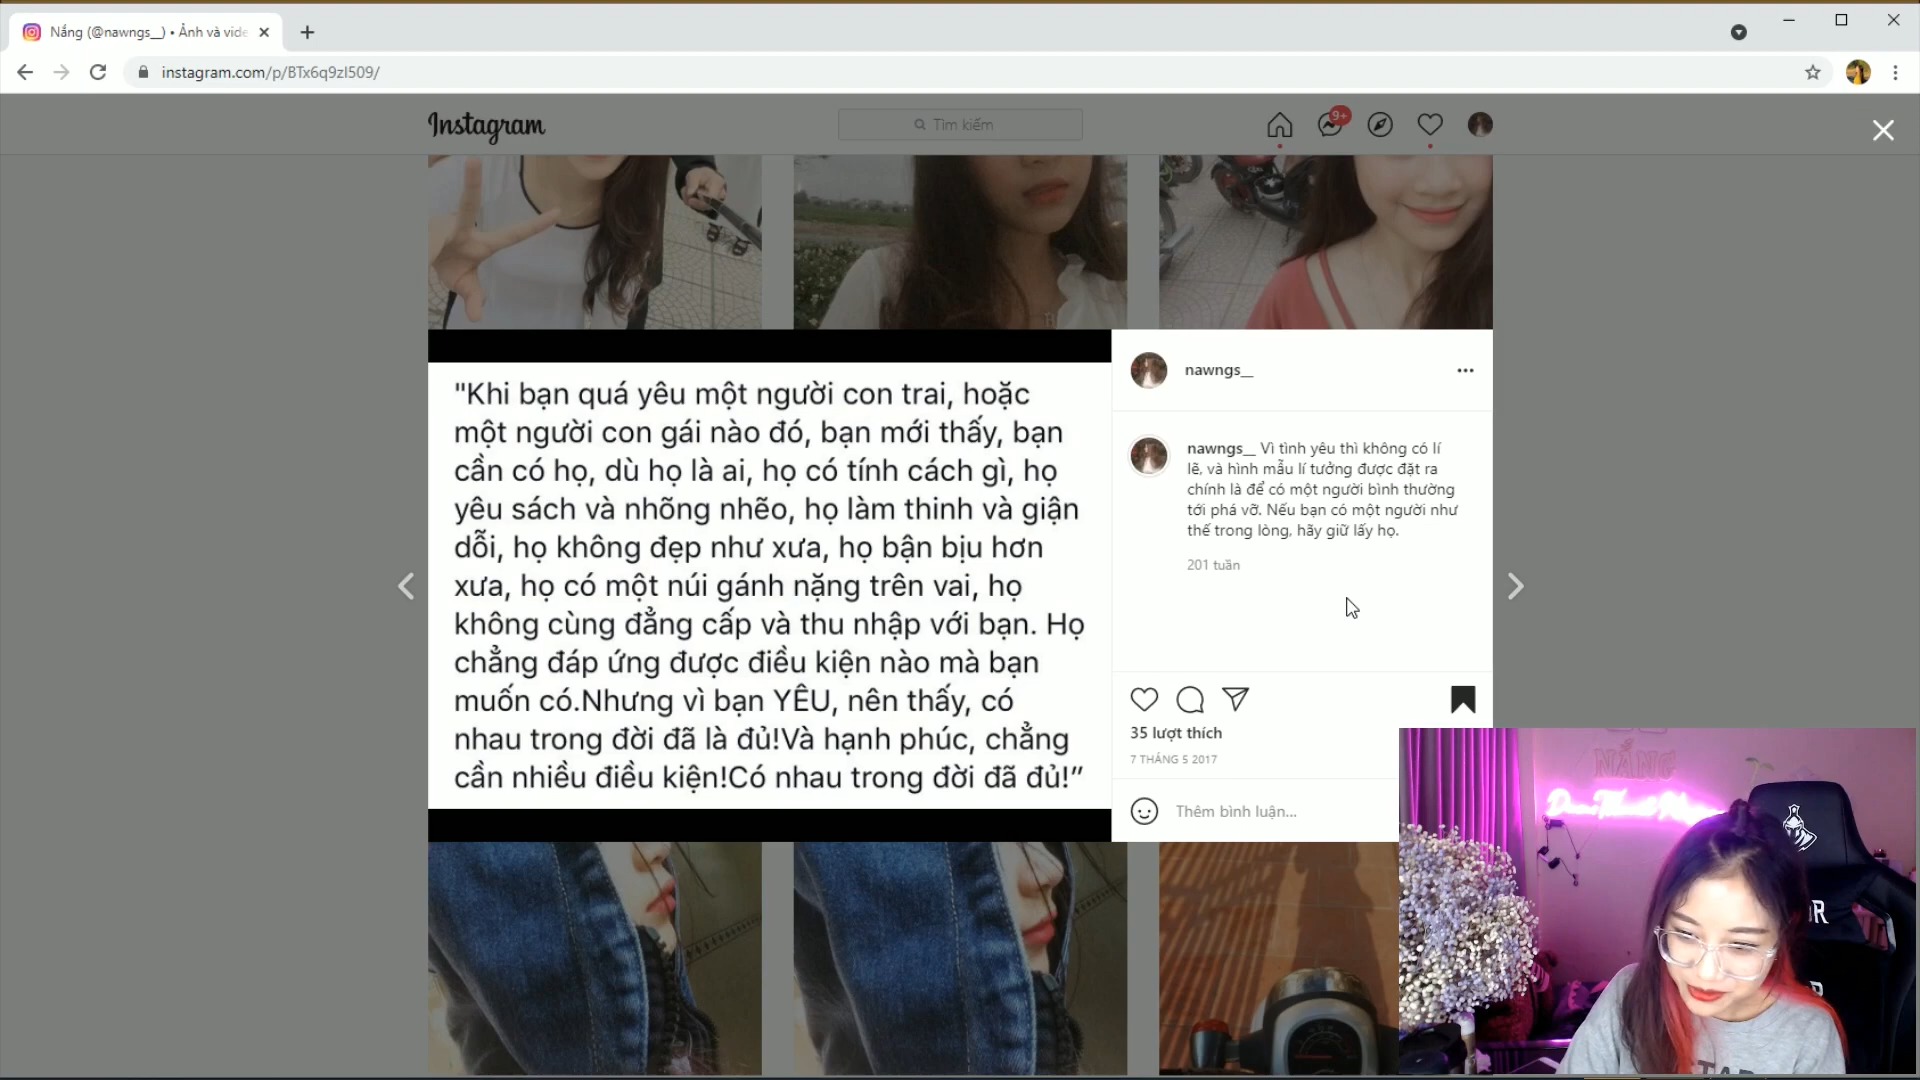 Nắng (@nawngs__) • Ảnh và vide
instagram.com/p/BTx6q9zI509/
Instagram
Tìm kiếm
9+
"Khi bạn quá yêu một người con trai, hoặc
một người con gái nào đó, bạn mới thấy, bạn
cần có họ, dù họ là ai, họ có tính cách gì, họ
yêu sách và nhõng nhẽo, họ làm thinh và giận
dỗi, họ không đẹp như xưa, họ bận bịu hơn
xưa, họ có một núi gánh nặng trên vai, họ
không cùng đẳng cấp và thu nhập với bạn. Họ
chẳng đáp ứng được điều kiện nào mà bạn
muốn có.Nhưng vì bạn YÊU, nên thấy, có
nhau trong đời đã là đủ!Và hạnh phúc, chẳng
cần nhiều điều kiện!Có nhau trong đời đã đủ!”
nawngs__
nawngs__ Vì tình yêu thì không có lí
lẽ, và hình mẫu lí tưởng được đặt ra
chính là để có một người bình thường
tới phá vỡ. Nếu bạn có một người như
thế trong lòng, hãy giữ lấy họ.
201 tuần
35 lượt thích
7 THÁNG 5 2017
Thêm bình luận...
NẮNG